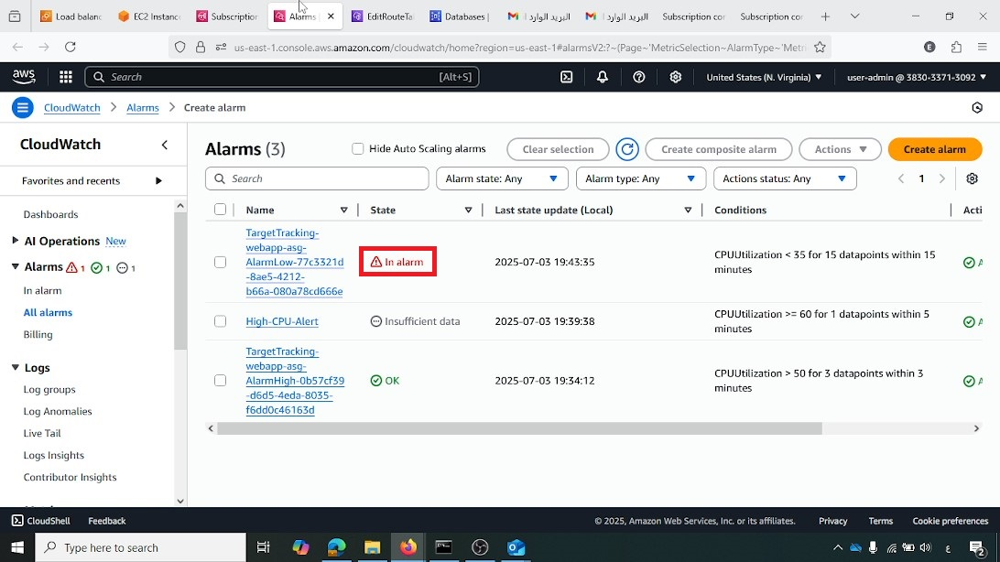 Load balanc
EC2 Instanc
Subscription
Alarms
EditRouteTal
Databases |
البريد الوارد
البريد الوارد
Subscription cor
Subscription cor
us-east-1.console.aws.amazon.com/cloudwatch/home?region=us-east-1#alarmsV2:?~(Page~'MetricSelection~AlarmType~'Metri
E
aws
Search
[Alt+S]
United States (N. Virginia)
user-admin @ 3830-3371-3092
CloudWatch
Alarms
Create alarm
CloudWatch
Favorites and recents
Dashboards
AI Operations New
Alarms 1 1 1
In alarm
All alarms
Billing
Logs
Log groups
Log Anomalies
Live Tail
Logs Insights
Contributor Insights
Alarms (3)
Hide Auto Scaling alarms
Clear selection
Create composite alarm
Actions
Create alarm
Search
Alarm state: Any
Alarm type: Any
Actions status: Any
1
Name
State
Last state update (Local)
Conditions
Acti
TargetTracking-
webapp-asg-
AlarmLow-77c3321d
-8ae5-4212-
b66a-080a78cd666e
In alarm
2025-07-03 19:43:35
CPUUtilization < 35 for 15 datapoints within 15
minutes
A
High-CPU-Alert
Insufficient data
2025-07-03 19:39:38
CPUUtilization >= 60 for 1 datapoints within 5
minutes
A
TargetTracking-
webapp-asg-
AlarmHigh-0b57cf39
-d6d5-4eda-8035-
f6dd0c46163d
OK
2025-07-03 19:34:12
CPUUtilization > 50 for 3 datapoints within 3
minutes
A
CloudShell
Feedback
© 2025, Amazon Web Services, Inc. or its affiliates.
Privacy
Terms
Cookie preferences
Type here to search
ع
2